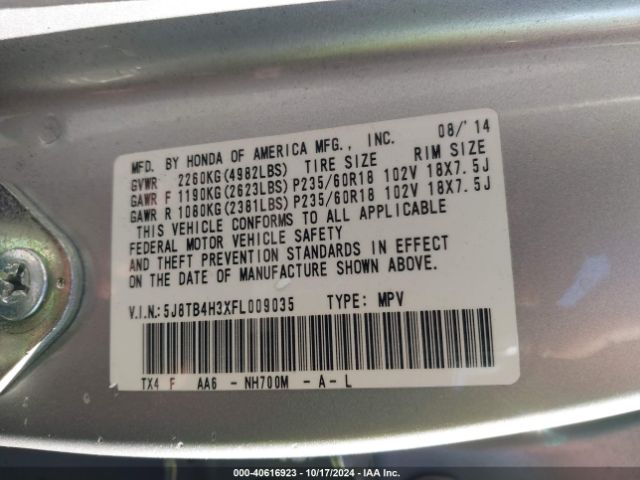 MFD. BY HONDA OF AMERICA MFG., INC. 08/'14
GVWR 2260KG(4982LBS) TIRE SIZE RIM SIZE
GAWR F 1190KG(2623LBS)P235/60R18 102V 18X7.5J
GAWR R 1080KG(2381LBS)P235/60R18 102V 18X7.5J
THIS VEHICLE CONFORMS TO ALL APPLICABLE
FEDERAL MOTOR VEHICLE SAFETY
AND THEFT PREVENTION STANDARDS IN EFFECT
ON THE DATE OF MANUFACTURE SHOWN ABOVE.
V.I.N.:5J8TB4H3XFL009035 TYPE: MPV
TX4 F AA6 - NH700M - A - L
000-40616923 - 10/17/2024 - IAA Inc.